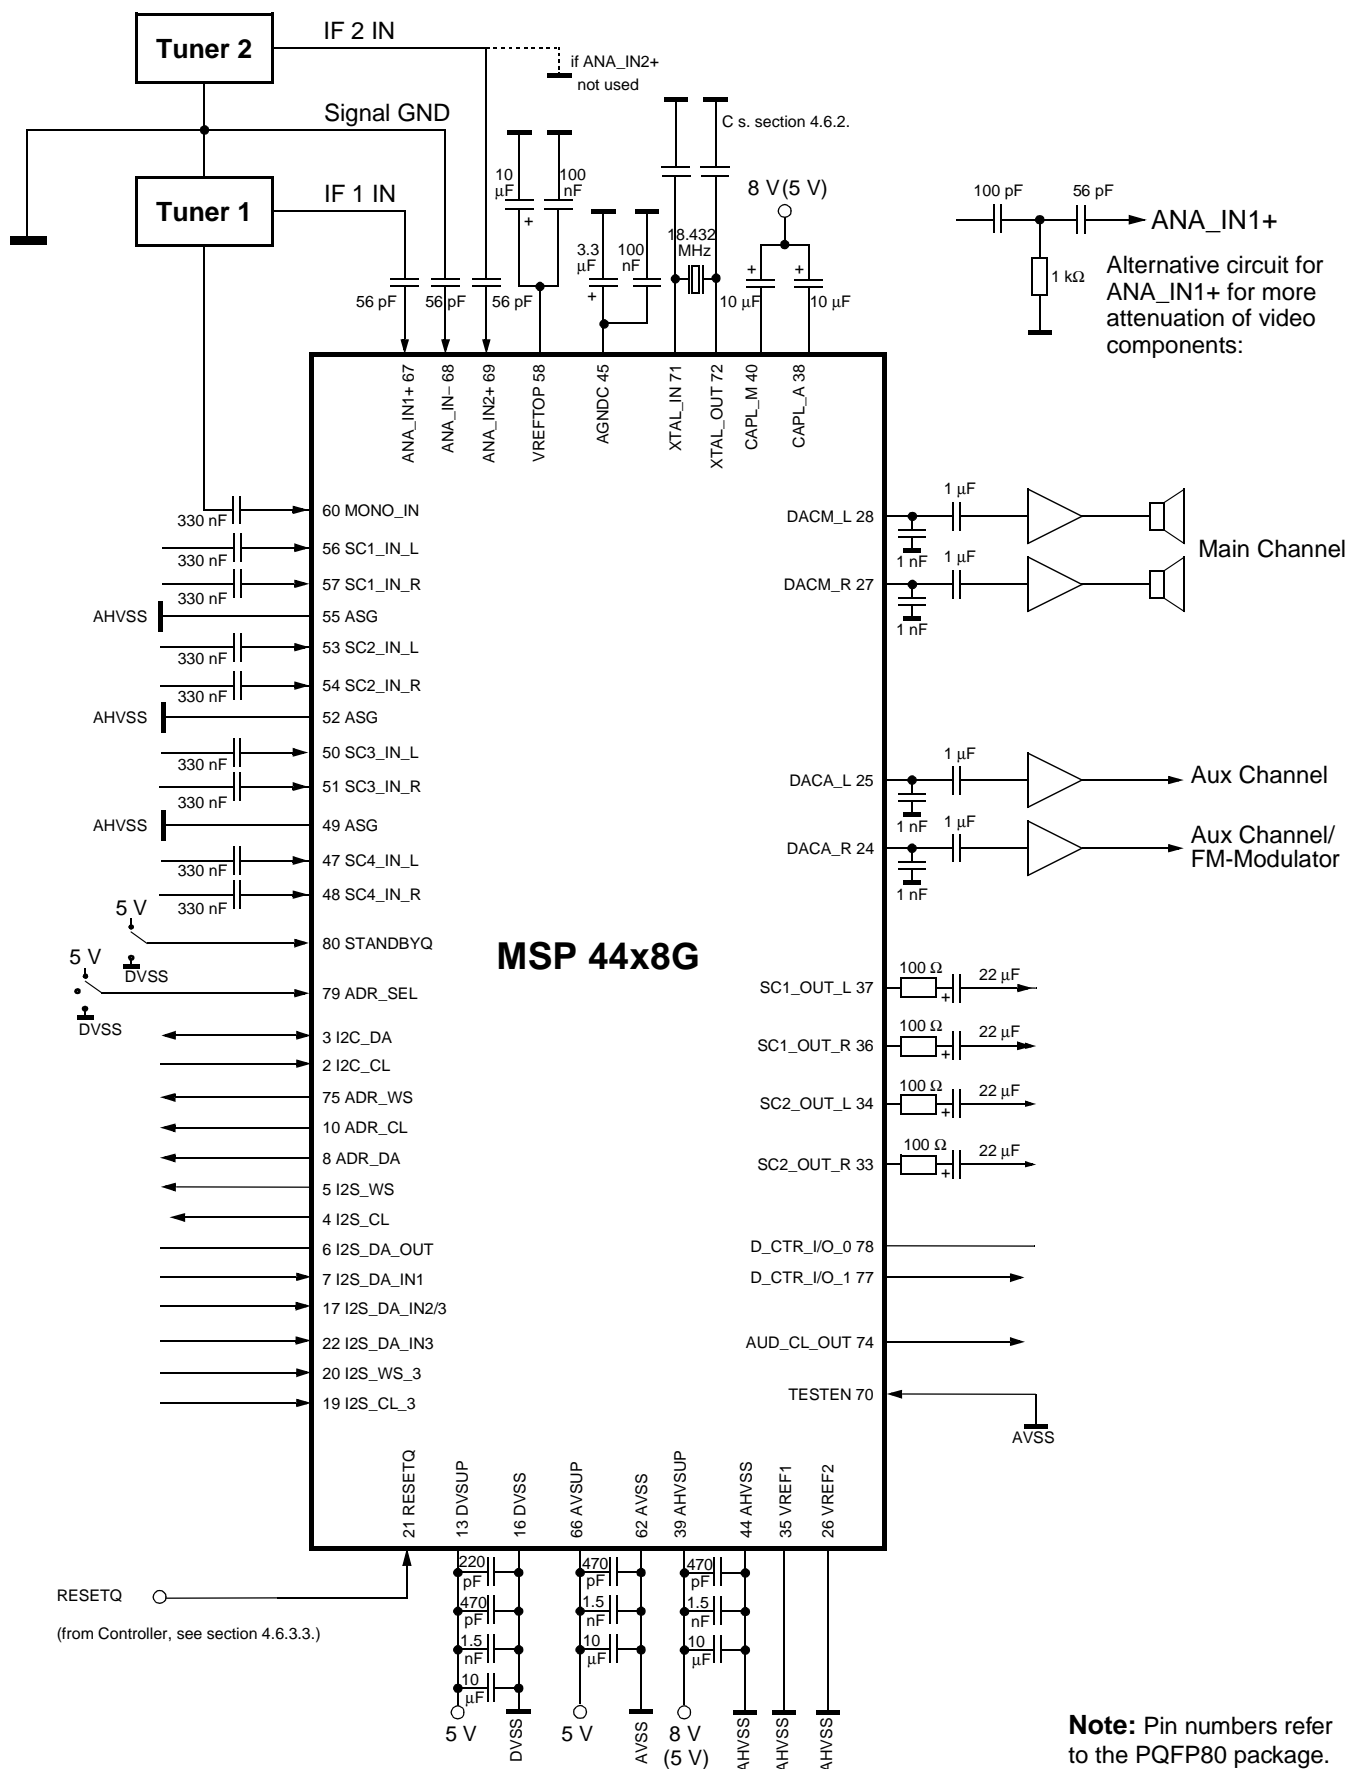 Tuner 2
IF 2 IN
if ANA_IN2+
not used
Signal GND
Tuner 1
IF 1 IN
C s. section 4.6.2.
10
µF
+
100
nF
8 V (5 V)
3.3
µF
+
100
nF
18.432
MHz
+
+
10 µF
10 µF
56 pF
56 pF
56 pF
100 pF
56 pF
ANA_IN1+
1 kΩ
Alternative circuit for
ANA_IN1+ for more
attenuation of video
components:
ANA_IN1+ 67
ANA_IN− 68
ANA_IN2+ 69
VREFTOP 58
AGNDC 45
XTAL_IN 71
XTAL_OUT 72
CAPL_M 40
CAPL_A 38
330 nF
60 MONO_IN
330 nF
56 SC1_IN_L
330 nF
57 SC1_IN_R
AHVSS
55 ASG
330 nF
53 SC2_IN_L
330 nF
54 SC2_IN_R
AHVSS
52 ASG
330 nF
50 SC3_IN_L
330 nF
51 SC3_IN_R
AHVSS
49 ASG
330 nF
47 SC4_IN_L
330 nF
48 SC4_IN_R
5 V
80 STANDBYQ
DVSS
5 V
79 ADR_SEL
DVSS
3 I2C_DA
2 I2C_CL
75 ADR_WS
10 ADR_CL
8 ADR_DA
5 I2S_WS
4 I2S_CL
6 I2S_DA_OUT
7 I2S_DA_IN1
17 I2S_DA_IN2/3
22 I2S_DA_IN3
20 I2S_WS_3
19 I2S_CL_3
MSP 44x8G
DACM_L 28
1 µF
1 nF
DACM_R 27
1 µF
1 nF
Main Channel
DACA_L 25
1 µF
1 nF
Aux Channel
DACA_R 24
1 µF
1 nF
Aux Channel/
FM-Modulator
SC1_OUT_L 37
100 Ω
+
22 µF
SC1_OUT_R 36
100 Ω
+
22 µF
SC2_OUT_L 34
100 Ω
+
22 µF
SC2_OUT_R 33
100 Ω
+
22 µF
D_CTR_I/O_0 78
D_CTR_I/O_1 77
AUD_CL_OUT 74
TESTEN 70
AVSS
21 RESETQ
13 DVSUP
16 DVSS
66 AVSUP
62 AVSS
39 AHVSUP
44 AHVSS
35 VREF1
26 VREF2
RESETQ
(from Controller, see section 4.6.3.3.)
220
pF
470
pF
1.5
nF
10
µF
5 V
DVSS
470
pF
1.5
nF
10
µF
5 V
AVSS
470
pF
1.5
nF
10
µF
8 V
(5 V)
AHVSS
AHVSS
AHVSS
Note: Pin numbers refer
to the PQFP80 package.